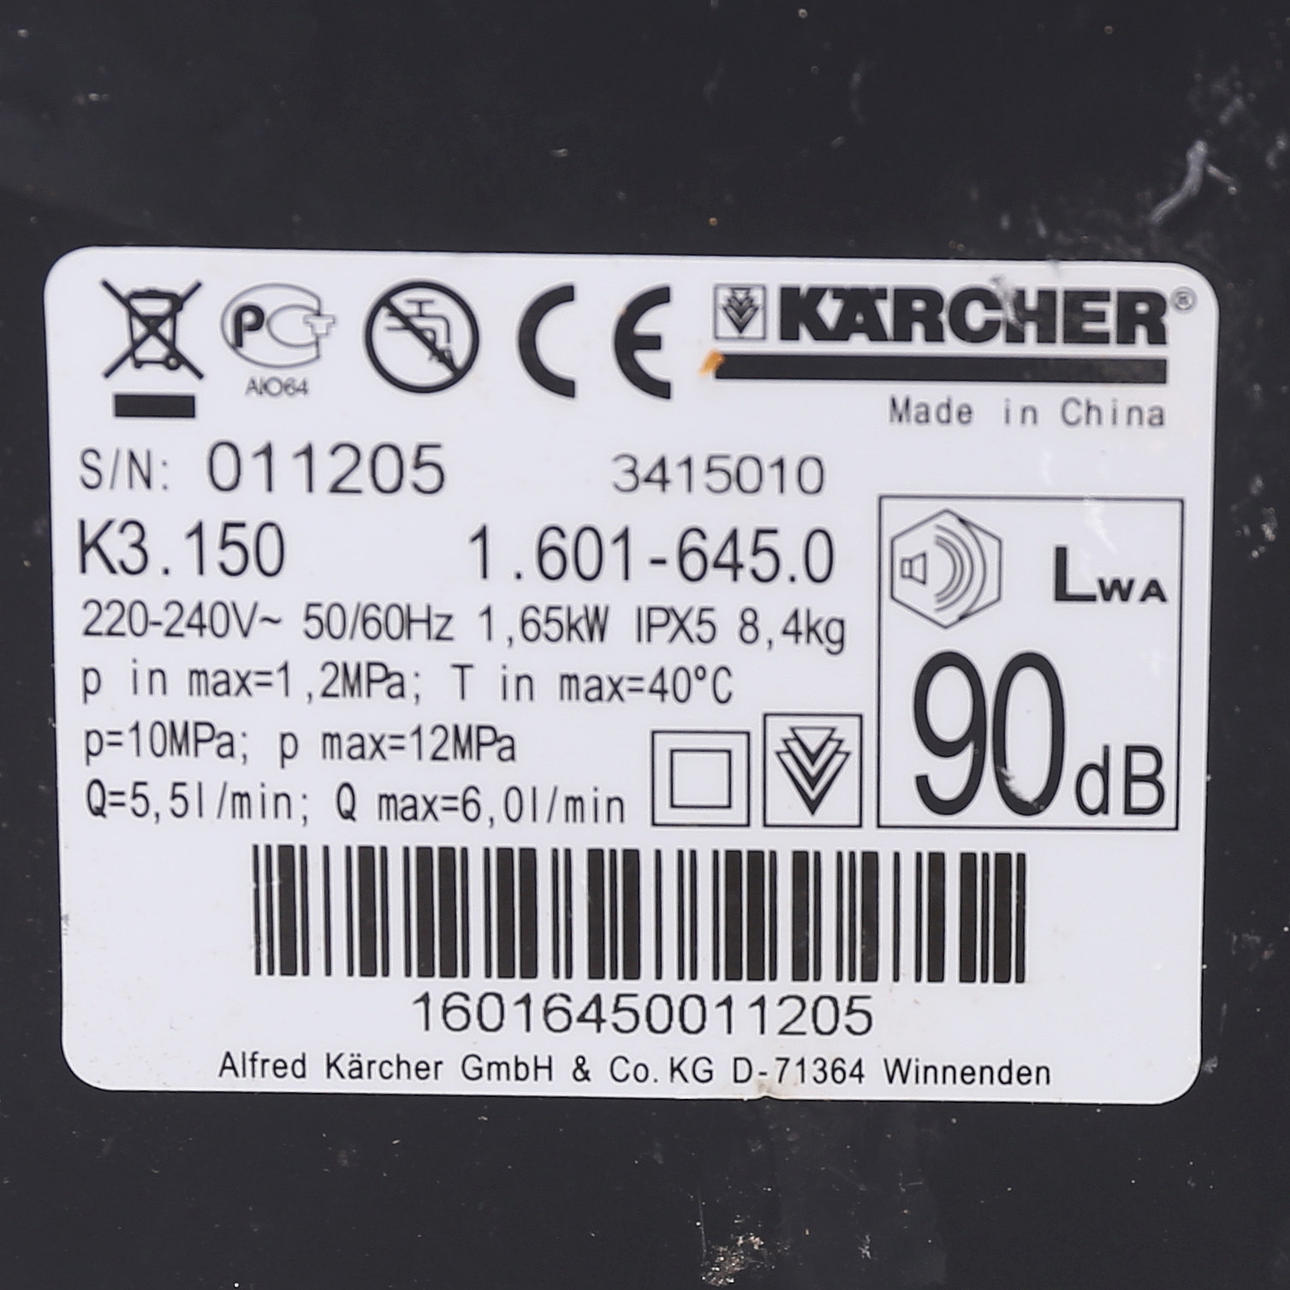 PC
AIO64
CE
KÄRCHER®
Made in China
S/N: 011205 3415010
K3.150 1.601-645.0
220-240V~ 50/60Hz 1,65kW IPX5 8,4kg
p in max=1,2MPa; T in max=40°C
p=10MPa; p max=12MPa
Q=5,5l/min; Q max=6,0l/min
LWA
90dB
16016450011205
Alfred Kärcher GmbH & Co. KG D-71364 Winnenden